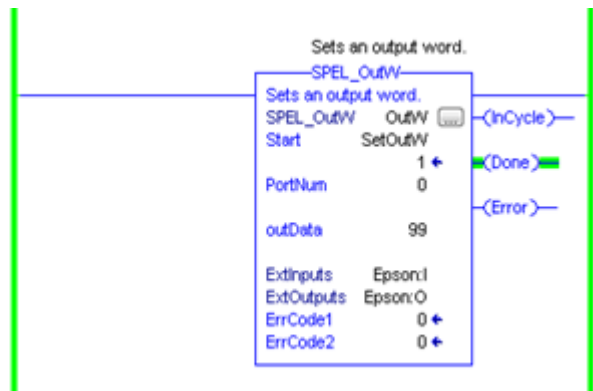 Sets an output word.
SPEL_OutW
Sets an output word.
SPEL_OutW OutW ... (InCycle)
Start SetOutW
1 (Done)
PortNum 0
(Error)
outData 99
ExtInputs Epson:I
ExtOutputs Epson:O
ErrCode1 0
ErrCode2 0